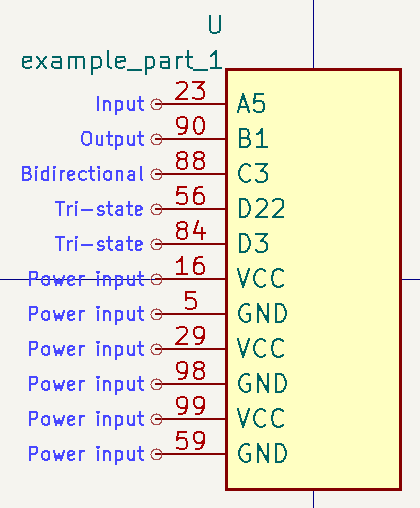 U
example_part_1
Input 23 A5
Output 90 B1
Bidirectional 88 C3
Tri-state 56 D22
Tri-state 84 D3
Power input 16 VCC
Power input 5 GND
Power input 29 VCC
Power input 98 GND
Power input 99 VCC
Power input 59 GND